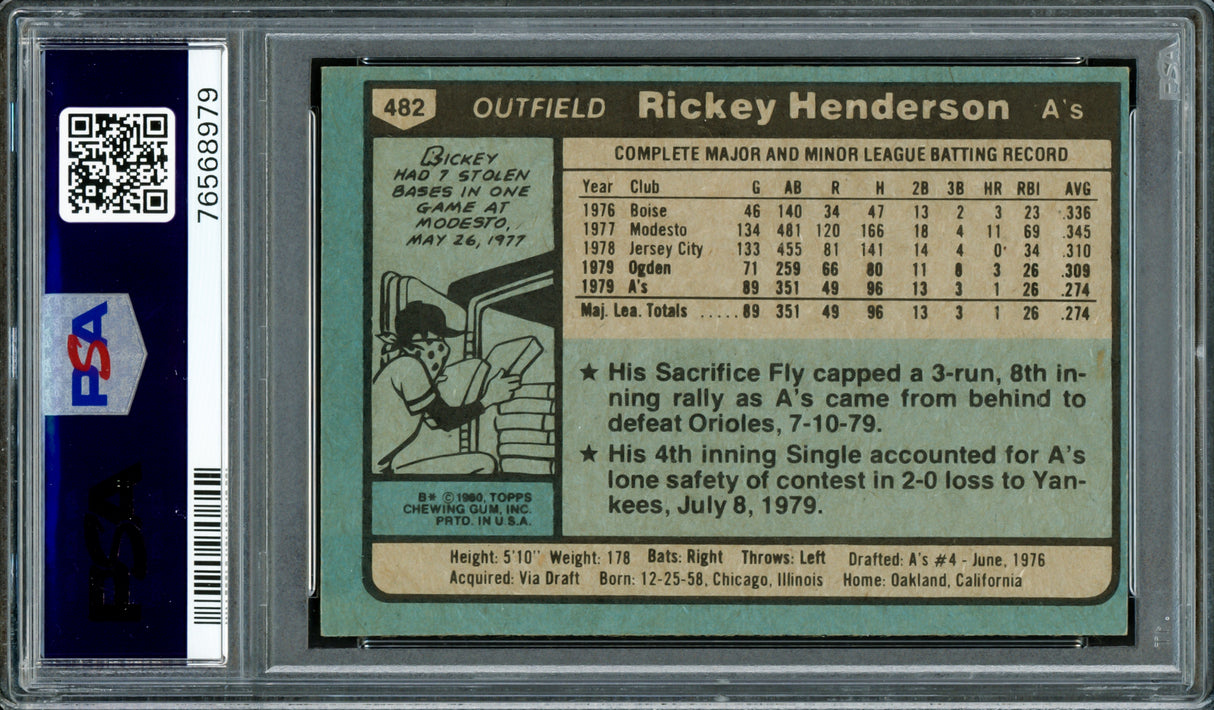 76568979
PSA
PSA
482 OUTFIELD Rickey Henderson A's
RICKEY
HAD 7 STOLEN
BASES IN ONE
GAME AT
MODESTO,
MAY 26, 1977
B* © 1980, TOPPS
CHEWING GUM, INC.
PRTD. IN U.S.A.
COMPLETE MAJOR AND MINOR LEAGUE BATTING RECORD
Year Club G AB R H 2B 3B HR RBI AVG
1976 Boise 46 140 34 47 13 2 3 23 .336
1977 Modesto 134 481 120 166 18 4 11 69 .345
1978 Jersey City 133 455 81 141 14 4 0 34 .310
1979 Ogden 71 259 66 80 11 8 3 26 .309
1979 A's 89 351 49 96 13 3 1 26 .274
Maj. Lea. Totals ..... 89 351 49 96 13 3 1 26 .274
★ His Sacrifice Fly capped a 3-run, 8th in-
ning rally as A's came from behind to
defeat Orioles, 7-10-79.
★ His 4th inning Single accounted for A's
lone safety of contest in 2-0 loss to Yan-
kees, July 8, 1979.
Height: 5'10" Weight: 178 Bats: Right Throws: Left Drafted: A's #4 - June, 1976
Acquired: Via Draft Born: 12-25-58, Chicago, Illinois Home: Oakland, California
PSA